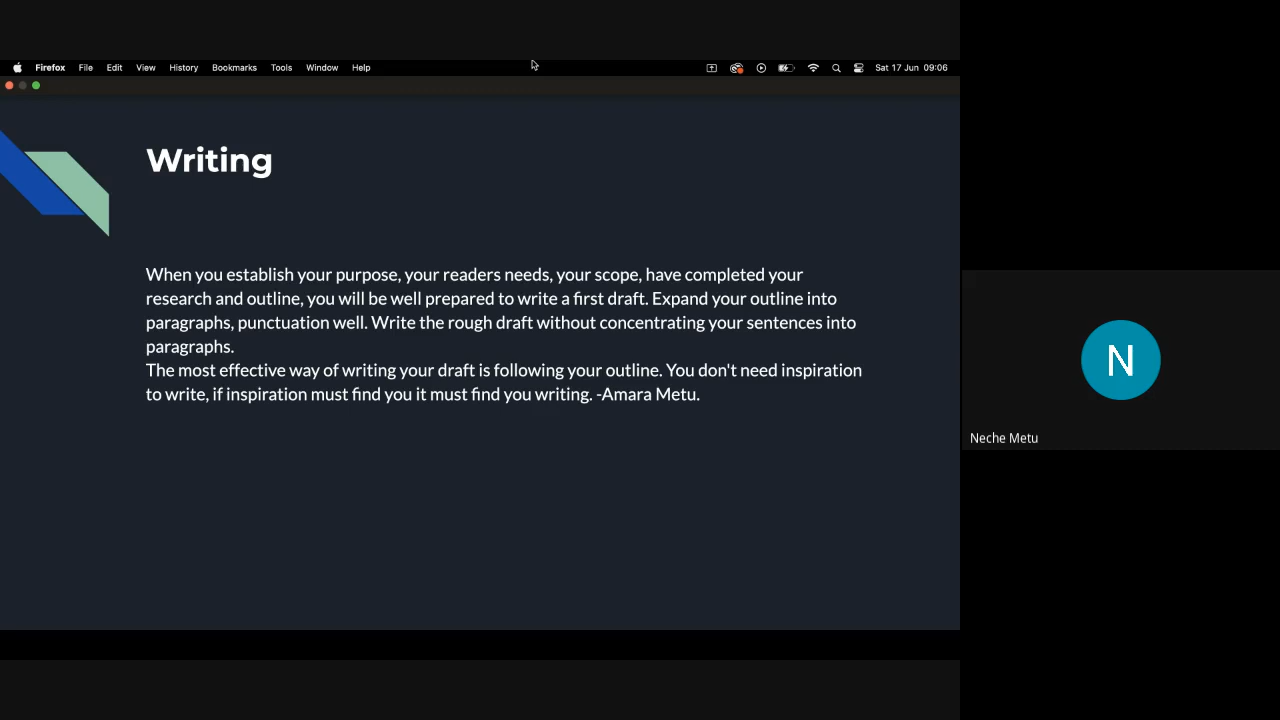 Firefox File Edit View History Bookmarks Tools Window Help Sat 17 Jun 09:06
Writing
When you establish your purpose, your readers needs, your scope, have completed your
research and outline, you will be well prepared to write a first draft. Expand your outline into
paragraphs, punctuation well. Write the rough draft without concentrating your sentences into
paragraphs.
The most effective way of writing your draft is following your outline. You don't need inspiration
to write, if inspiration must find you it must find you writing. -Amara Metu.
N
Neche Metu